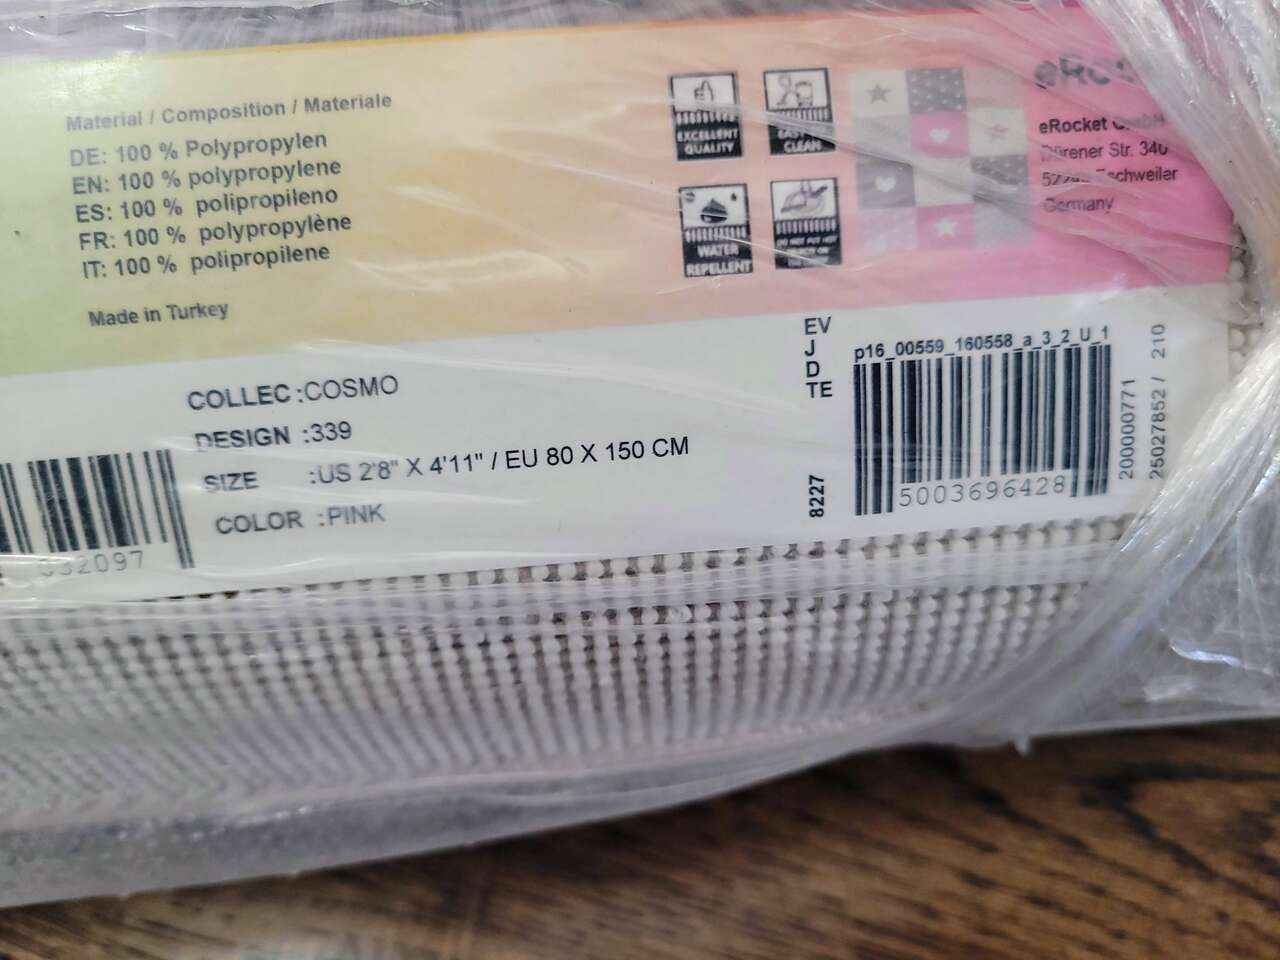 Material / Composition / Materiale
DE: 100 % Polypropylen
EN: 100 % polypropylene
ES: 100 % polipropileno
FR: 100 % polypropylène
IT: 100 % polipropilene
Made in Turkey
EXCELLENT
QUALITY
CLEAN
WATER
REPELLENT
eRocket
Dürener Str. 340
Eschweiler
Germany
COLLEC :COSMO
DESIGN :339
SIZE :US 2'8" X 4'11" / EU 80 X 150 CM
COLOR :PINK
32097
EV
J
D
TE
8227
p16_00559_160558_a_3_2_U_1
5003696428
200000771
25027852 / 210